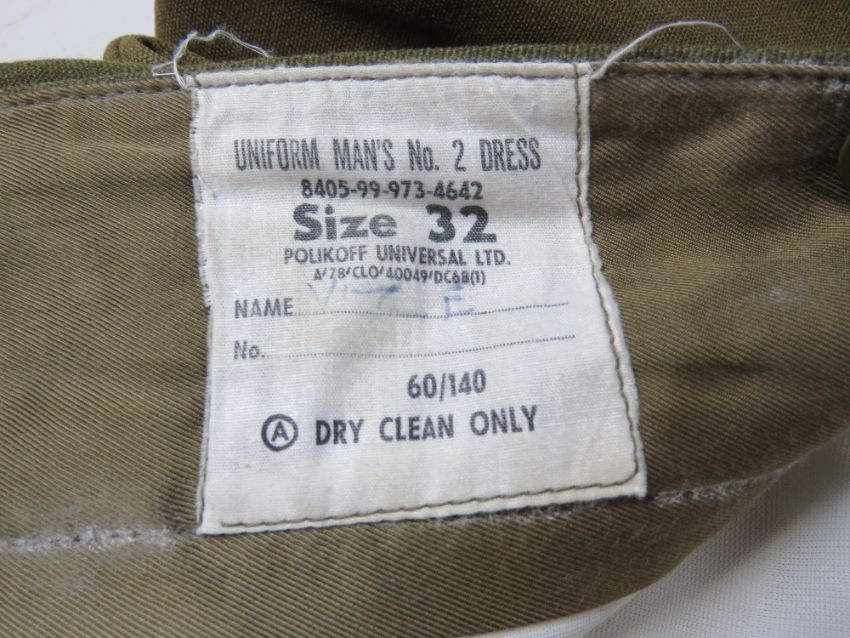 UNIFORM MAN'S No. 2 DRESS
8405-99-973-4642
Size 32
POLIKOFF UNIVERSAL LTD.
A/78/CLO/40049/DC6B(1)
NAME
No.
60/140
Ⓐ DRY CLEAN ONLY